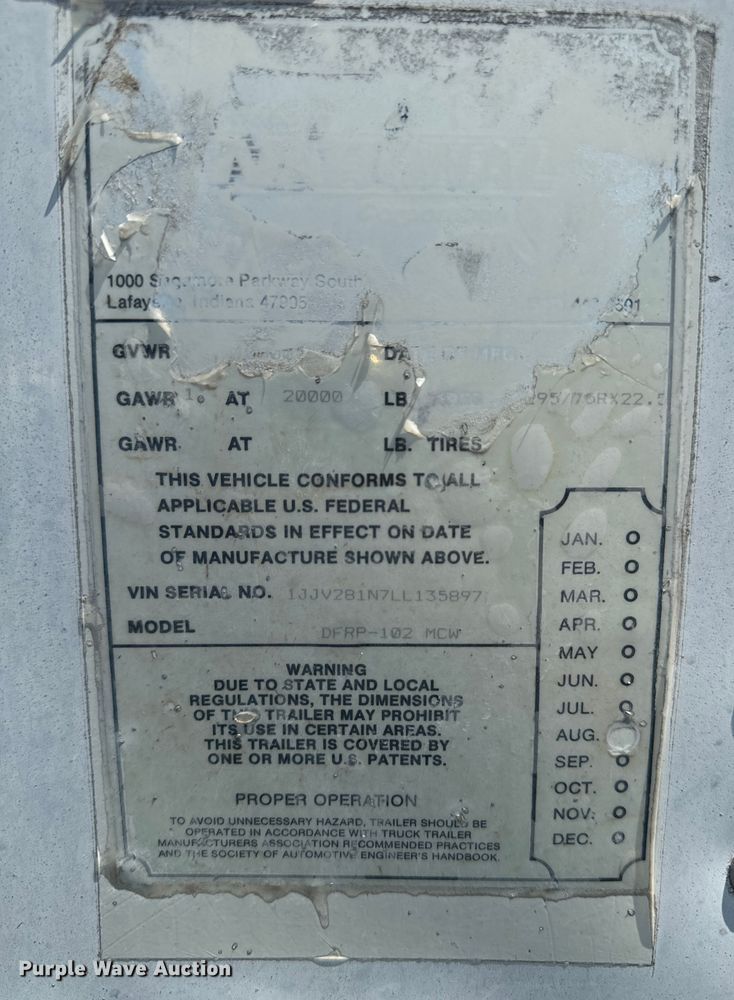 1000 Sagamore Parkway South
Lafayette, Indiana 47905
GVWR DATE OF MFG.
GAWR 1. AT 20000 LB 295/76RX22.5
GAWR AT LB. TIRES
THIS VEHICLE CONFORMS TO ALL
APPLICABLE U.S. FEDERAL
STANDARDS IN EFFECT ON DATE
OF MANUFACTURE SHOWN ABOVE.
VIN SERIAL NO. 1JJV281N7LL135897
MODEL DFRP-102 MCW
JAN.
FEB.
MAR.
APR.
MAY
JUN.
JUL.
AUG.
SEP.
OCT.
NOV.
DEC.
WARNING
DUE TO STATE AND LOCAL
REGULATIONS, THE DIMENSIONS
OF THIS TRAILER MAY PROHIBIT
ITS USE IN CERTAIN AREAS.
THIS TRAILER IS COVERED BY
ONE OR MORE U.S. PATENTS.
PROPER OPERATION
TO AVOID UNNECESSARY HAZARD, TRAILER SHOULD BE
OPERATED IN ACCORDANCE WITH TRUCK TRAILER
MANUFACTURERS ASSOCIATION RECOMMENDED PRACTICES
AND THE SOCIETY OF AUTOMOTIVE ENGINEER'S HANDBOOK.
Purple Wave Auction